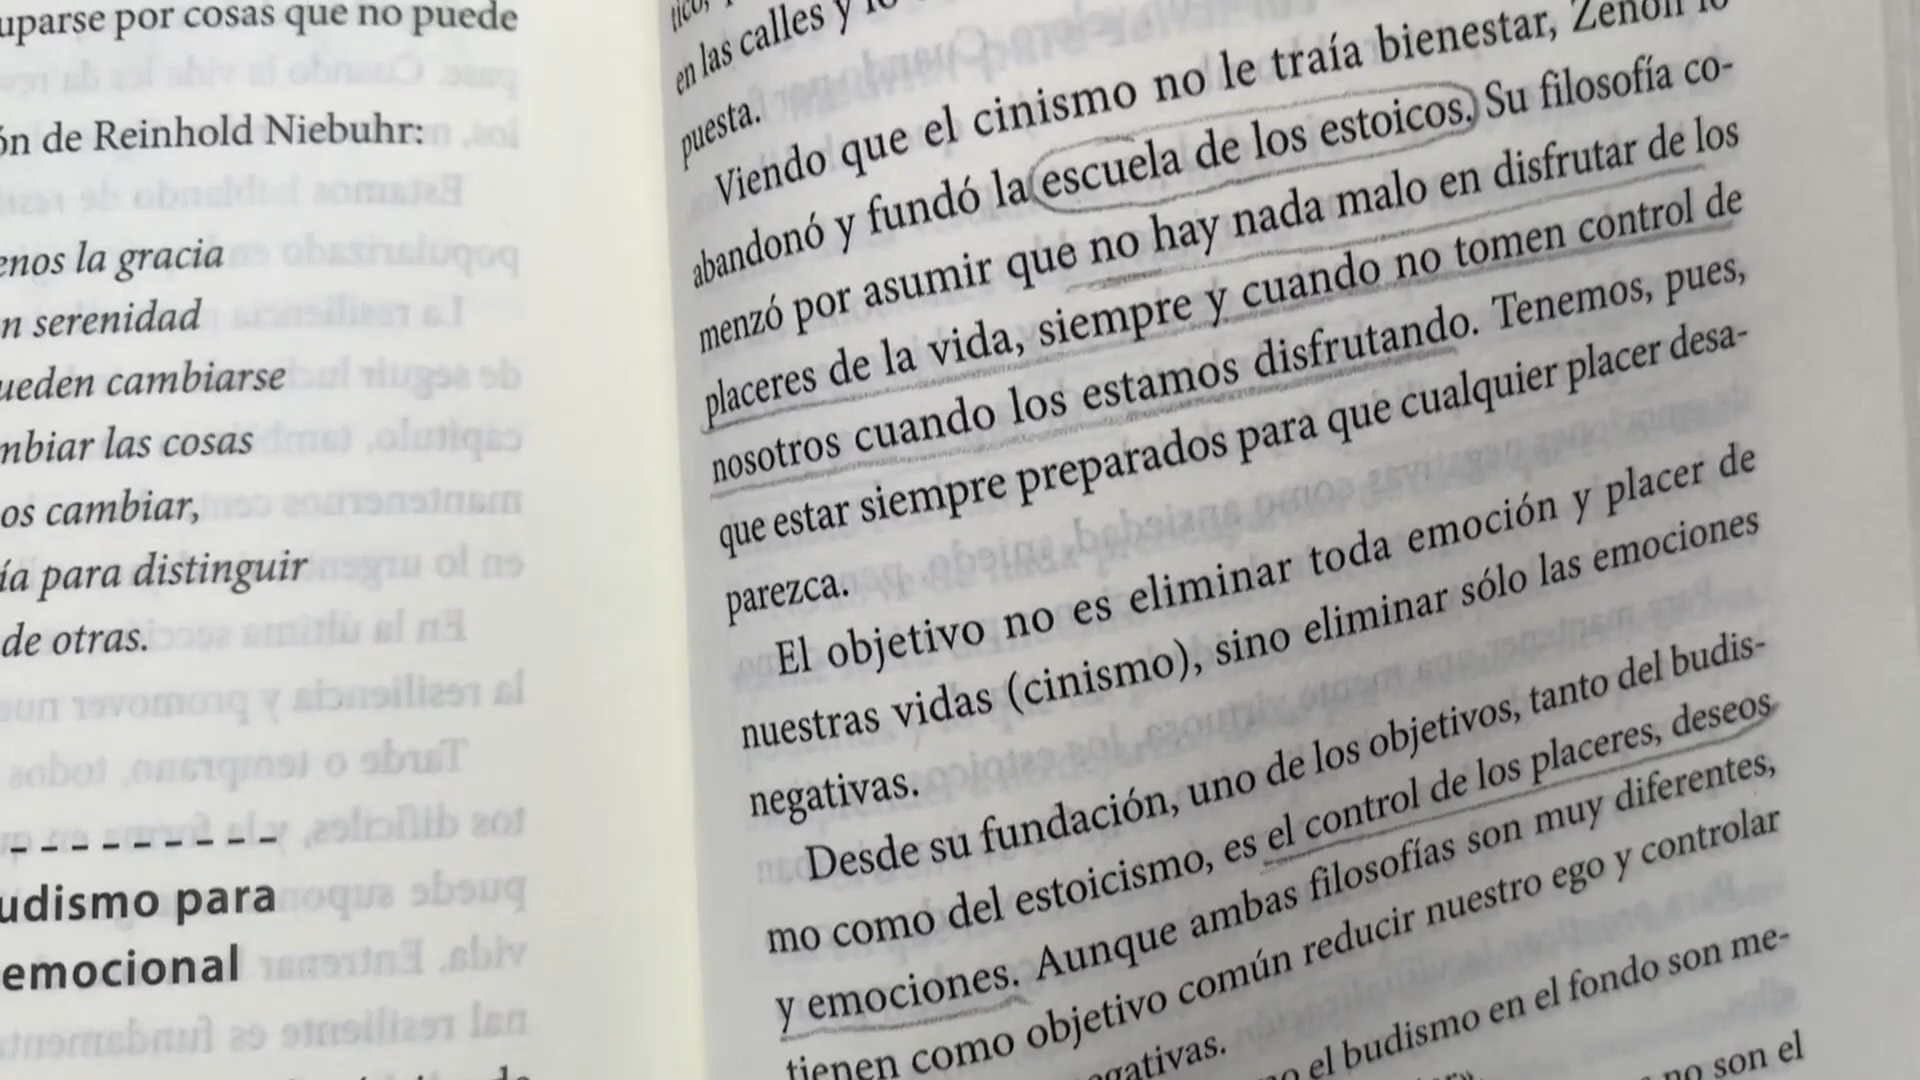 uparse por cosas que no puede
ón de Reinhold Niebuhr:
enos la gracia
n serenidad
ueden cambiarse
mbiar las cosas
os cambiar,
ía para distinguir
de otras.
udismo para
emocional
en las calles y
puesta.
Viendo que el cinismo no le traía bienestar, Zenón lo
abandonó y fundó la escuela de los estoicos. Su filosofía co-
menzó por asumir que no hay nada malo en disfrutar de los
placeres de la vida, siempre y cuando no tomen control de
nosotros cuando los estamos disfrutando. Tenemos, pues,
que estar siempre preparados para que cualquier placer desa-
parezca.
El objetivo no es eliminar toda emoción y placer de
nuestras vidas (cinismo), sino eliminar sólo las emociones
negativas.
Desde su fundación, uno de los objetivos, tanto del budis-
mo como del estoicismo, es el control de los placeres, deseos
y emociones. Aunque ambas filosofías son muy diferentes,
tienen como objetivo común reducir nuestro ego y controlar
egativas.
o el budismo en el fondo son me-
no son el